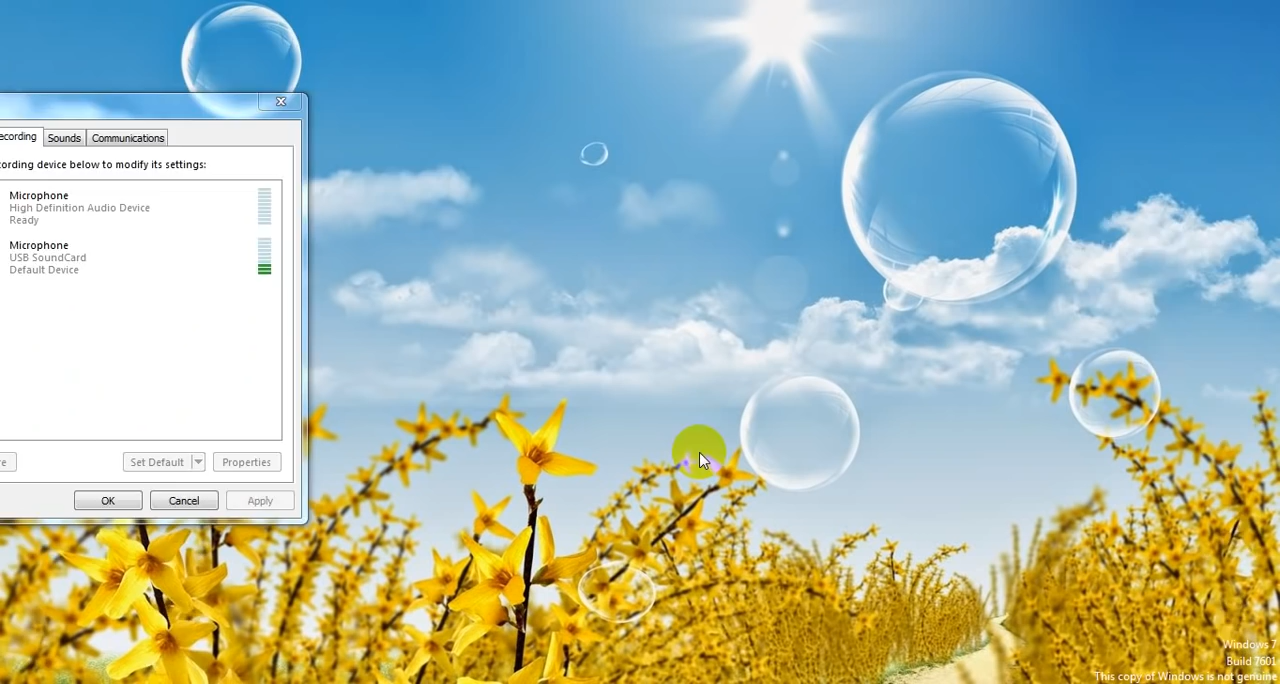 ecording Sounds Communications
cording device below to modify its settings:
Microphone
High Definition Audio Device
Ready
Microphone
USB SoundCard
Default Device
e Set Default Properties
OK Cancel Apply
Windows 7
Build 7601
This copy of Windows is not genuine